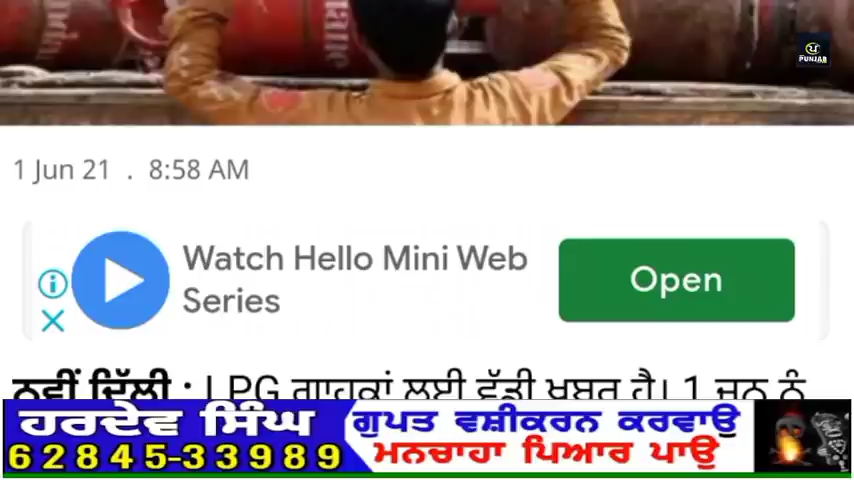 ਪ
PUNJAB
1 Jun 21 . 8:58 AM
Watch Hello Mini Web
Series
Open
ਨਵੀਂ ਦਿੱਲੀ : LPG ਗਾਹਕਾਂ ਲਈ ਵੱਡੀ ਖਬਰ ਹੈ। 1 ਜੂਨ ਨੂੰ
ਹਰਦੇਵ ਸਿੰਘ
62845-33989
ਗੁਪਤ ਵਸ਼ੀਕਰਨ ਕਰਵਾਉ
ਮਨਚਾਹਾ ਪਿਆਰ ਪਾਉ